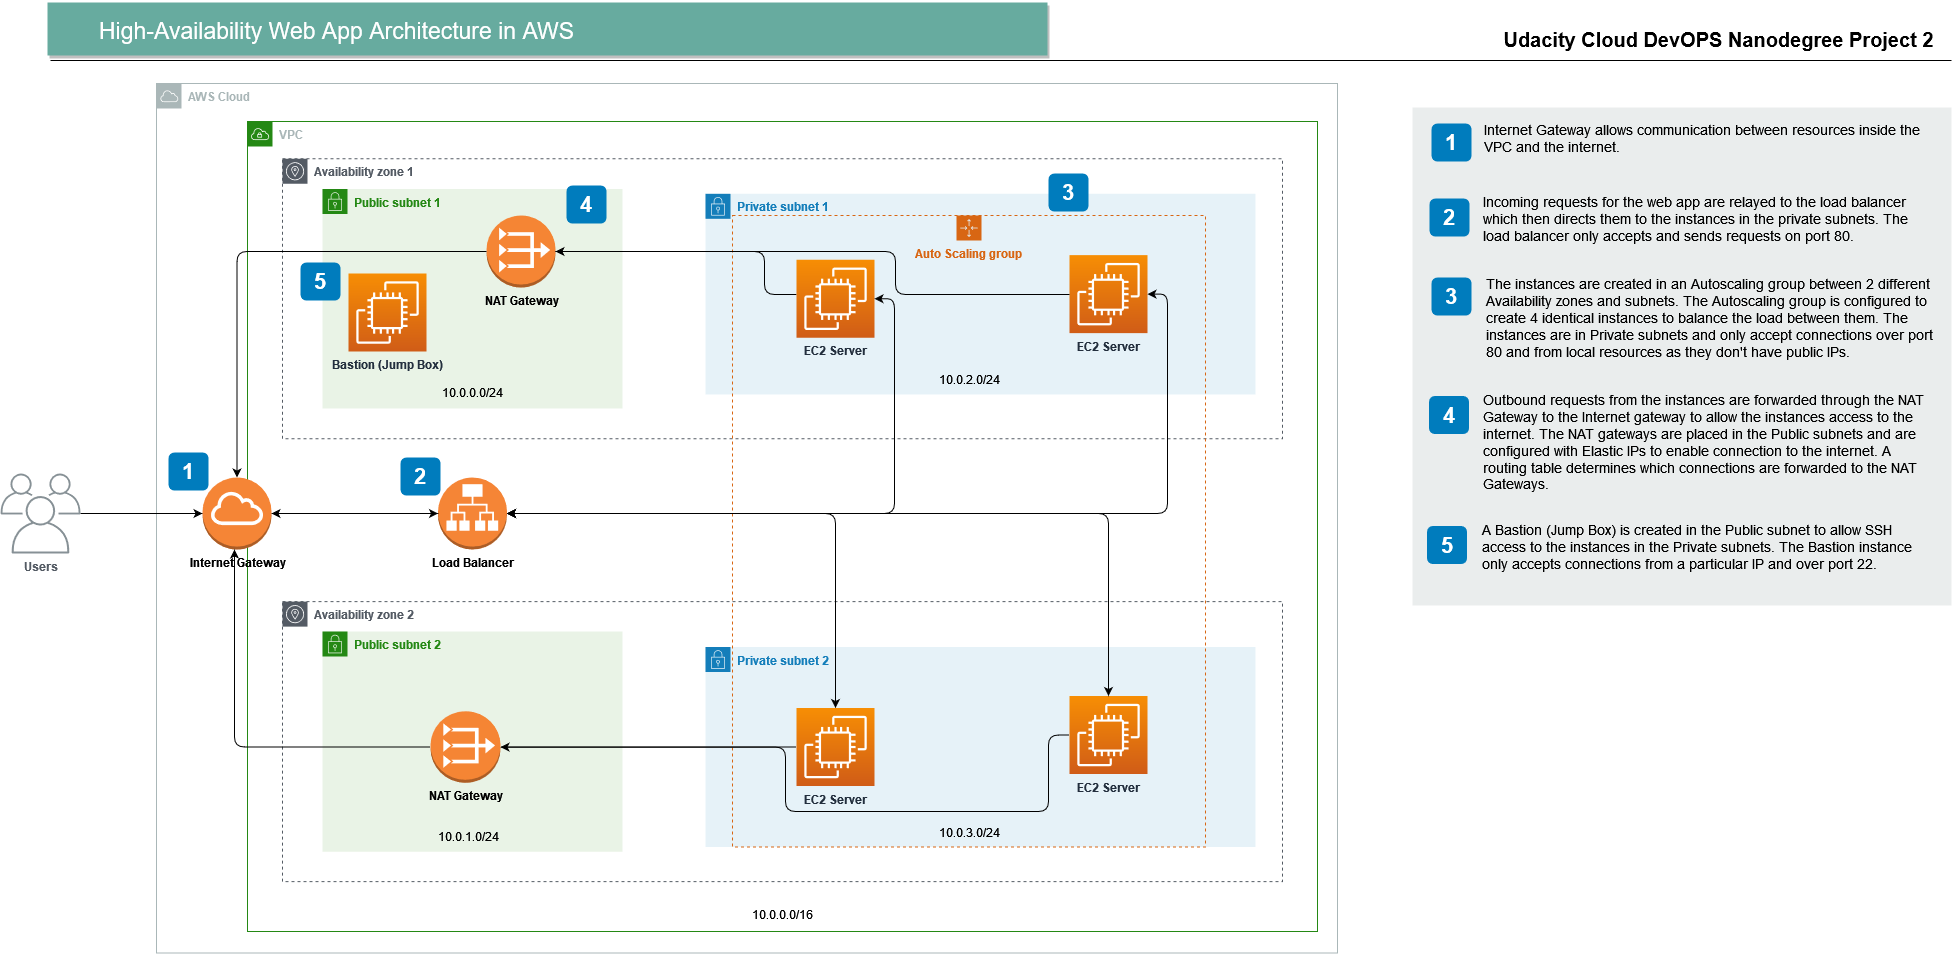 High-Availability Web App Architecture in AWS
Udacity Cloud DevOPS Nanodegree Project 2
AWS Cloud
VPC
Availability zone 1
Public subnet 1
4
NAT Gateway
5
Bastion (Jump Box)
10.0.0.0/24
Private subnet 1
3
Auto Scaling group
EC2 Server
EC2 Server
10.0.2.0/24
Users
1
Internet Gateway
2
Load Balancer
Availability zone 2
Public subnet 2
NAT Gateway
10.0.1.0/24
Private subnet 2
EC2 Server
EC2 Server
10.0.3.0/24
10.0.0.0/16
1
Internet Gateway allows communication between resources inside the
VPC and the internet.
2
Incoming requests for the web app are relayed to the load balancer
which then directs them to the instances in the private subnets. The
load balancer only accepts and sends requests on port 80.
3
The instances are created in an Autoscaling group between 2 different
Availability zones and subnets. The Autoscaling group is configured to
create 4 identical instances to balance the load between them. The
instances are in Private subnets and only accept connections over port
80 and from local resources as they don't have public IPs.
4
Outbound requests from the instances are forwarded through the NAT
Gateway to the Internet gateway to allow the instances access to the
internet. The NAT gateways are placed in the Public subnets and are
configured with Elastic IPs to enable connection to the internet. A
routing table determines which connections are forwarded to the NAT
Gateways.
5
A Bastion (Jump Box) is created in the Public subnet to allow SSH
access to the instances in the Private subnets. The Bastion instance
only accepts connections from a particular IP and over port 22.